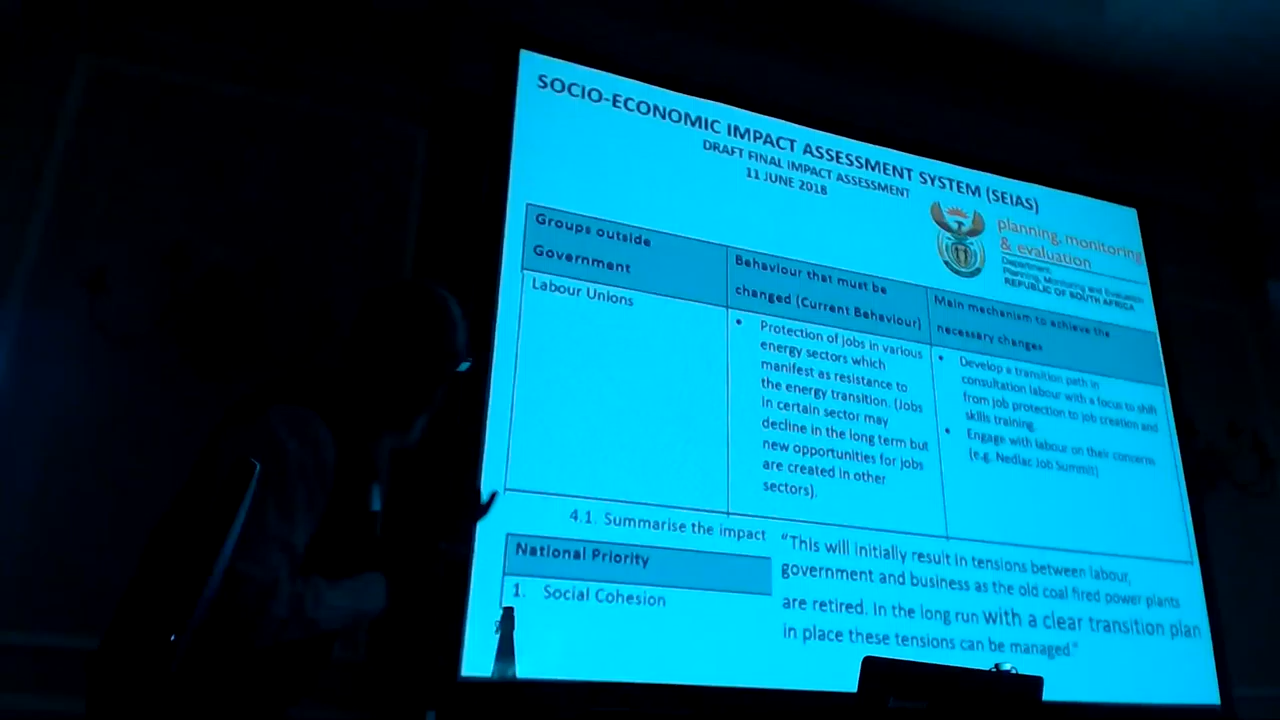 SOCIO-ECONOMIC IMPACT ASSESSMENT SYSTEM (SEIAS)
DRAFT FINAL IMPACT ASSESSMENT
11 JUNE 2018
planning, monitoring
& evaluation
Department:
Planning, Monitoring and Evaluation
REPUBLIC OF SOUTH AFRICA
Groups outside
Government
Behaviour that must be
changed (Current Behaviour)
Main mechanism to achieve the
necessary changes
Labour Unions
• Protection of jobs in various
energy sectors which
manifest as resistance to
the energy transition. (Jobs
in certain sector may
decline in the long term but
new opportunities for jobs
are created in other
sectors).
• Develop a transition path in
consultation labour with a focus to shift
from job protection to job creation and
skills training.
• Engage with labour on their concerns
(e.g. Nedlac Job Summit)
4.1. Summarise the impact
National Priority
1. Social Cohesion
"This will initially result in tensions between labour,
government and business as the old coal fired power plants
are retired. In the long run with a clear transition plan
in place these tensions can be managed."